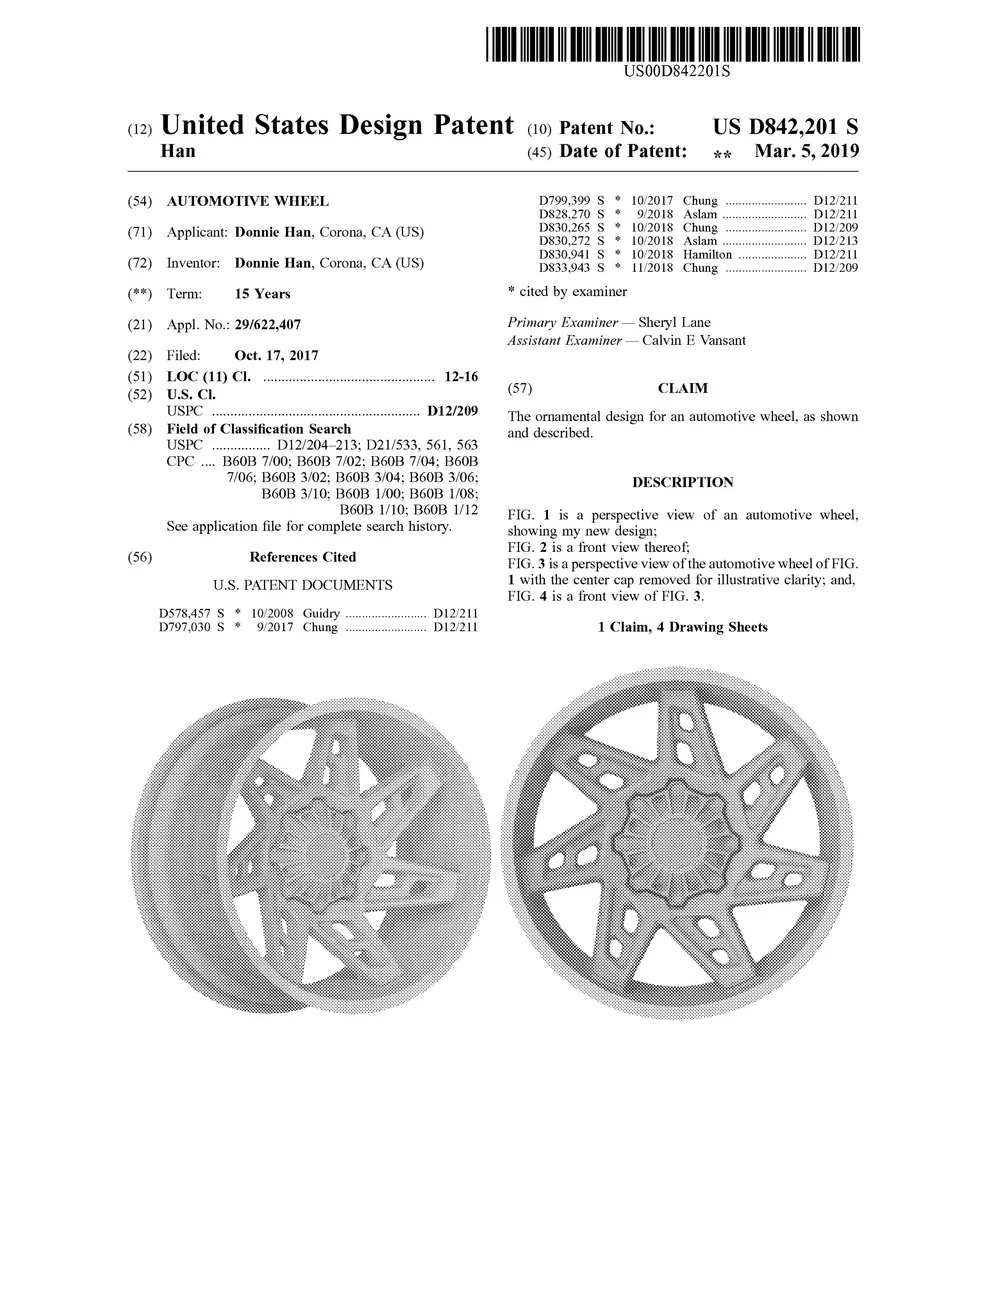 US00D842201S
(12) United States Design Patent
Han
(10) Patent No.: US D842,201 S
(45) Date of Patent: ** Mar. 5, 2019
(54) AUTOMOTIVE WHEEL
(71) Applicant: Donnie Han, Corona, CA (US)
(72) Inventor: Donnie Han, Corona, CA (US)
(**) Term: 15 Years
(21) Appl. No.: 29/622,407
(22) Filed: Oct. 17, 2017
(51) LOC (11) Cl. .............................................. 12-16
(52) U.S. Cl.
USPC ......................................................... D12/209
(58) Field of Classification Search
USPC ................ D12/204–213; D21/533, 561, 563
CPC .... B60B 7/00; B60B 7/02; B60B 7/04; B60B
7/06; B60B 3/02; B60B 3/04; B60B 3/06;
B60B 3/10; B60B 1/00; B60B 1/08;
B60B 1/10; B60B 1/12
See application file for complete search history.
(56) References Cited
U.S. PATENT DOCUMENTS
D578,457 S * 10/2008 Guidry ......................... D12/211
D797,030 S * 9/2017 Chung ......................... D12/211
D799,399 S * 10/2017 Chung ......................... D12/211
D828,270 S * 9/2018 Aslam .......................... D12/211
D830,265 S * 10/2018 Chung ......................... D12/209
D830,272 S * 10/2018 Aslam .......................... D12/213
D830,941 S * 10/2018 Hamilton ..................... D12/211
D833,943 S * 11/2018 Chung ......................... D12/209
* cited by examiner
Primary Examiner — Sheryl Lane
Assistant Examiner — Calvin E Vansant
(57) CLAIM
The ornamental design for an automotive wheel, as shown
and described.
DESCRIPTION
FIG. 1 is a perspective view of an automotive wheel,
showing my new design;
FIG. 2 is a front view thereof;
FIG. 3 is a perspective view of the automotive wheel of FIG.
1 with the center cap removed for illustrative clarity; and,
FIG. 4 is a front view of FIG. 3.
1 Claim, 4 Drawing Sheets